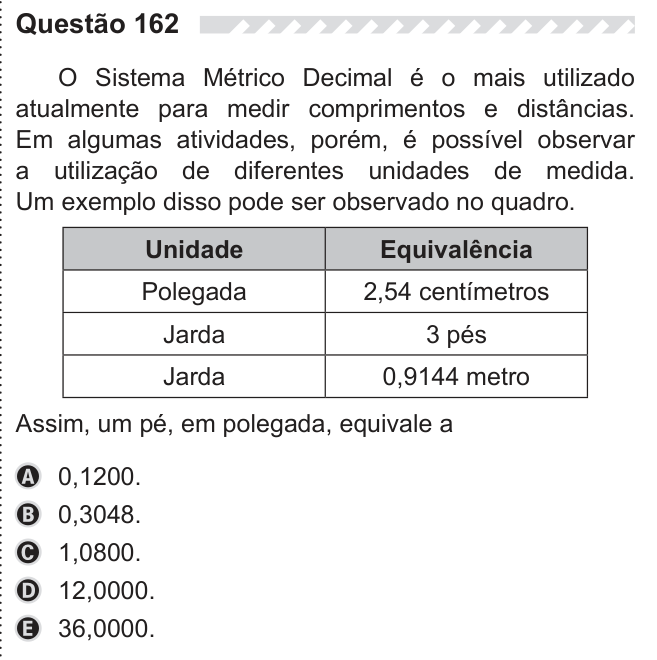 Questão 162
O Sistema Métrico Decimal é o mais utilizado
atualmente para medir comprimentos e distâncias.
Em algumas atividades, porém, é possível observar
a utilização de diferentes unidades de medida.
Um exemplo disso pode ser observado no quadro.
Unidade Equivalência
Polegada 2,54 centímetros
Jarda 3 pés
Jarda 0,9144 metro
Assim, um pé, em polegada, equivale a
A 0,1200.
B 0,3048.
C 1,0800.
D 12,0000.
E 36,0000.